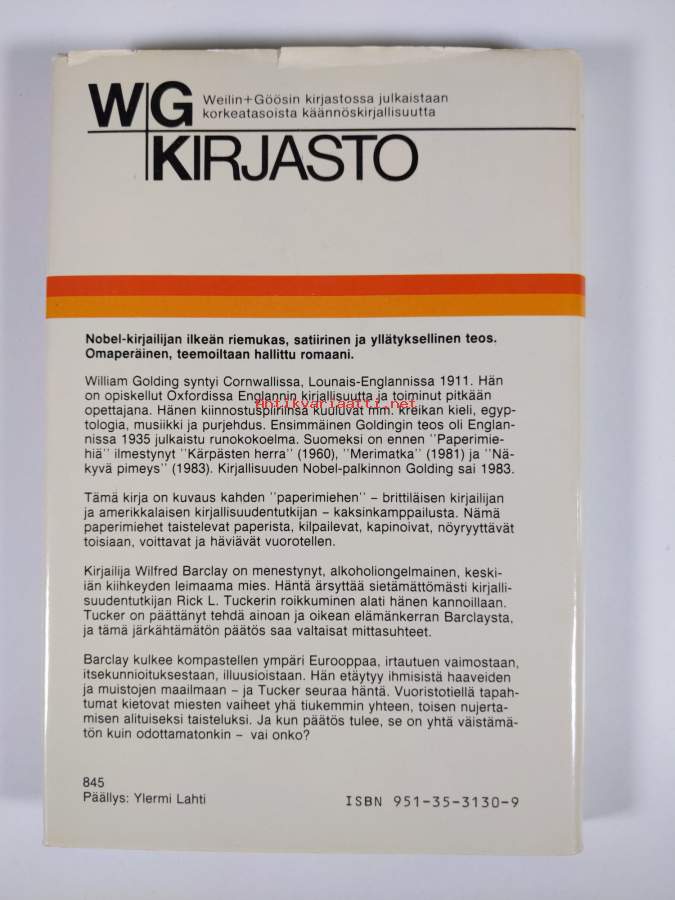 WG
Weilin+Göösin kirjastossa julkaistaan
korkeatasoista käännöskirjallisuutta
KIRJASTO
Nobel-kirjailijan ilkeän riemukas, satiirinen ja yllätyksellinen teos.
Omaperäinen, teemoiltaan hallittu romaani.
William Golding syntyi Cornwallissa, Lounais-Englannissa 1911. Hän
on opiskellut Oxfordissa Englannin kirjallisuutta ja toiminut pitkään
antikvariaatti.net
opettajana. Hänen kiinnostuspiirinsä kuuluvat mm. kreikan kieli, egyp-
tologia, musiikki ja purjehdus. Ensimmäinen Goldingin teos oli Englan-
nissa 1935 julkaistu runokokoelma. Suomeksi on ennen "Paperimie-
hiä" ilmestynyt "Kärpästen herra" (1960), "Merimatka" (1981) ja "Nä-
kyvä pimeys" (1983). Kirjallisuuden Nobel-palkinnon Golding sai 1983.
Tämä kirja on kuvaus kahden "paperimiehen" – brittiläisen kirjailijan
ja amerikkalaisen kirjallisuudentutkijan – kaksinkamppailusta. Nämä
paperimiehet taistelevat paperista, kilpailevat, kapinoivat, nöyryyttävät
toisiaan, voittavat ja häviävät vuorotellen.
Kirjailija Wilfred Barclay on menestynyt, alkoholiongelmainen, keski-
iän kiihkeyden leimaama mies. Häntä ärsyttää sietämättömästi kirjalli-
suudentutkijan Rick L. Tuckerin roikkuminen alati hänen kannoillaan.
Tucker on päättänyt tehdä ainoan ja oikean elämänkerran Barclaysta,
ja tämä järkähtämätön päätös saa valtaisat mittasuhteet.
Barclay kulkee kompastellen ympäri Eurooppaa, irtautuen vaimostaan,
itsekunnioituksestaan, illuusioistaan. Hän etäytyy ihmisistä haaveiden
ja muistojen maailmaan – ja Tucker seuraa häntä. Vuoristotiellä tapah-
tumat kietovat miesten vaiheet yhä tiukemmin yhteen, toisen nujerta-
misen alituiseksi taisteluksi. Ja kun päätös tulee, se on yhtä väistämä-
tön kuin odottamatonkin – vai onko?
845
Päällys: Ylermi Lahti
ISBN 951-35-3130-9